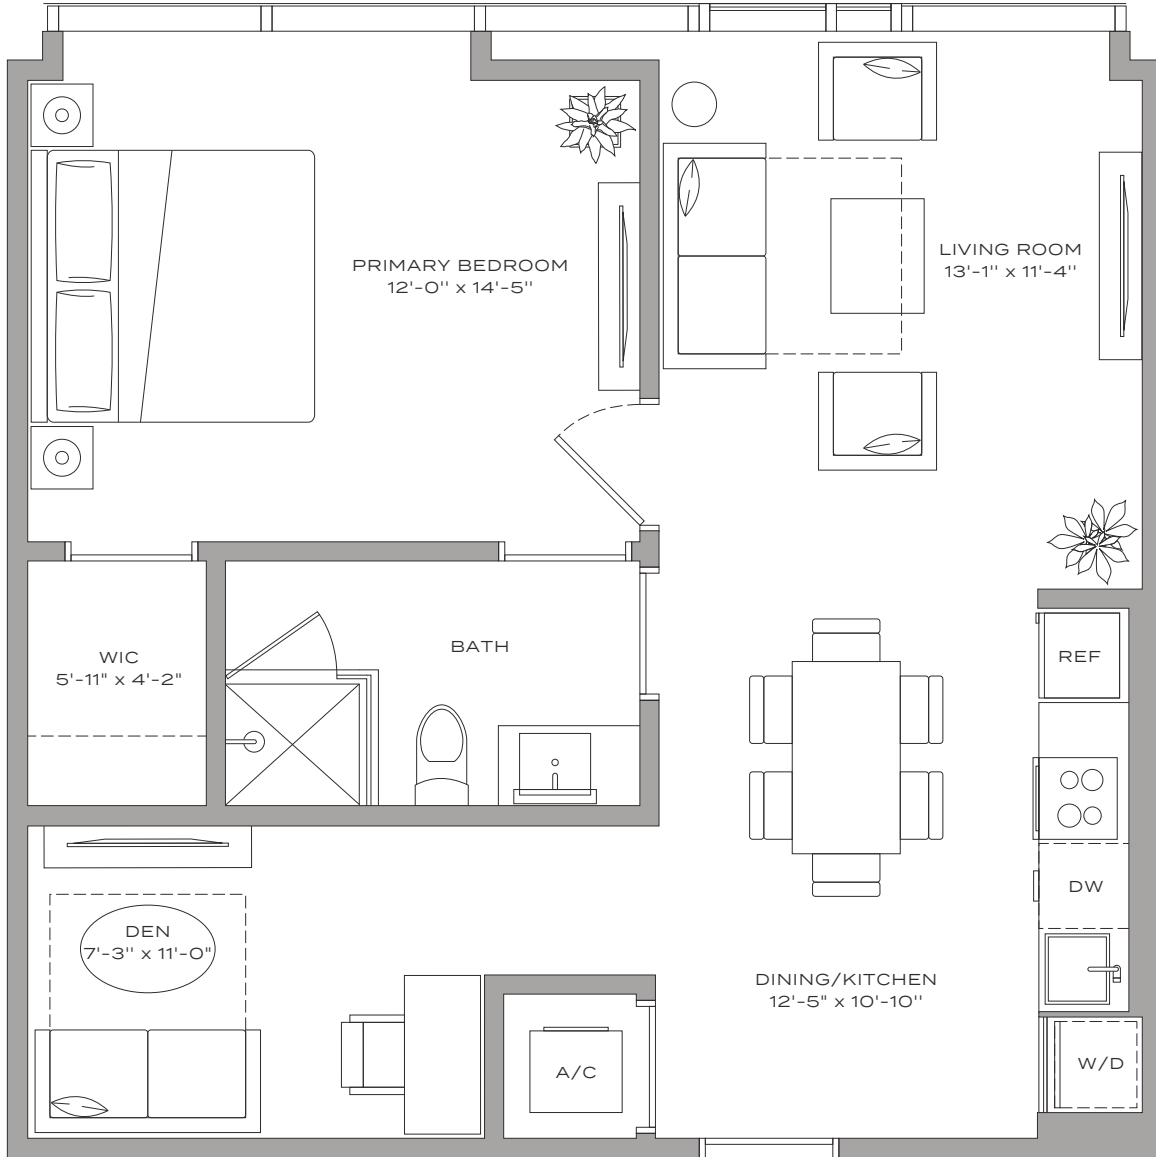 PRIMARY BEDROOM
12'-0" x 14'-5"
LIVING ROOM
13'-1" x 11'-4"
WIC
5'-11" x 4'-2"
BATH
REF
DW
DEN
7'-3" x 11'-0"
DINING/KITCHEN
12'-5" x 10'-10"
A/C
W/D